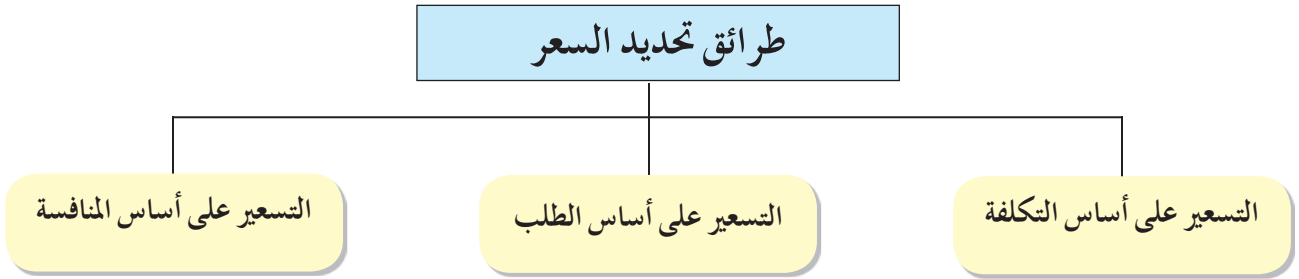 طرائق تحديد السعر
التسعير على أساس التكلفة
التسعير على أساس الطلب
التسعير على أساس المنافسة